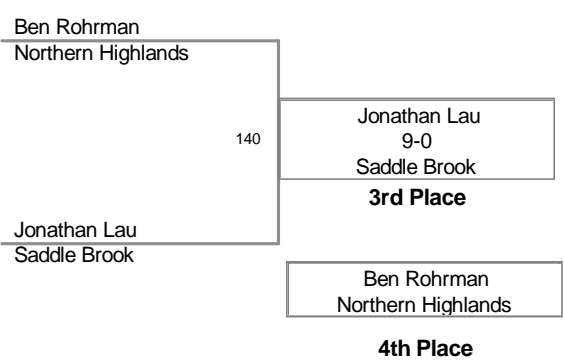 Ben Rohrman
Northern Highlands
140
Jonathan Lau
9-0
Saddle Brook
3rd Place
Jonathan Lau
Saddle Brook
Ben Rohrman
Northern Highlands
4th Place